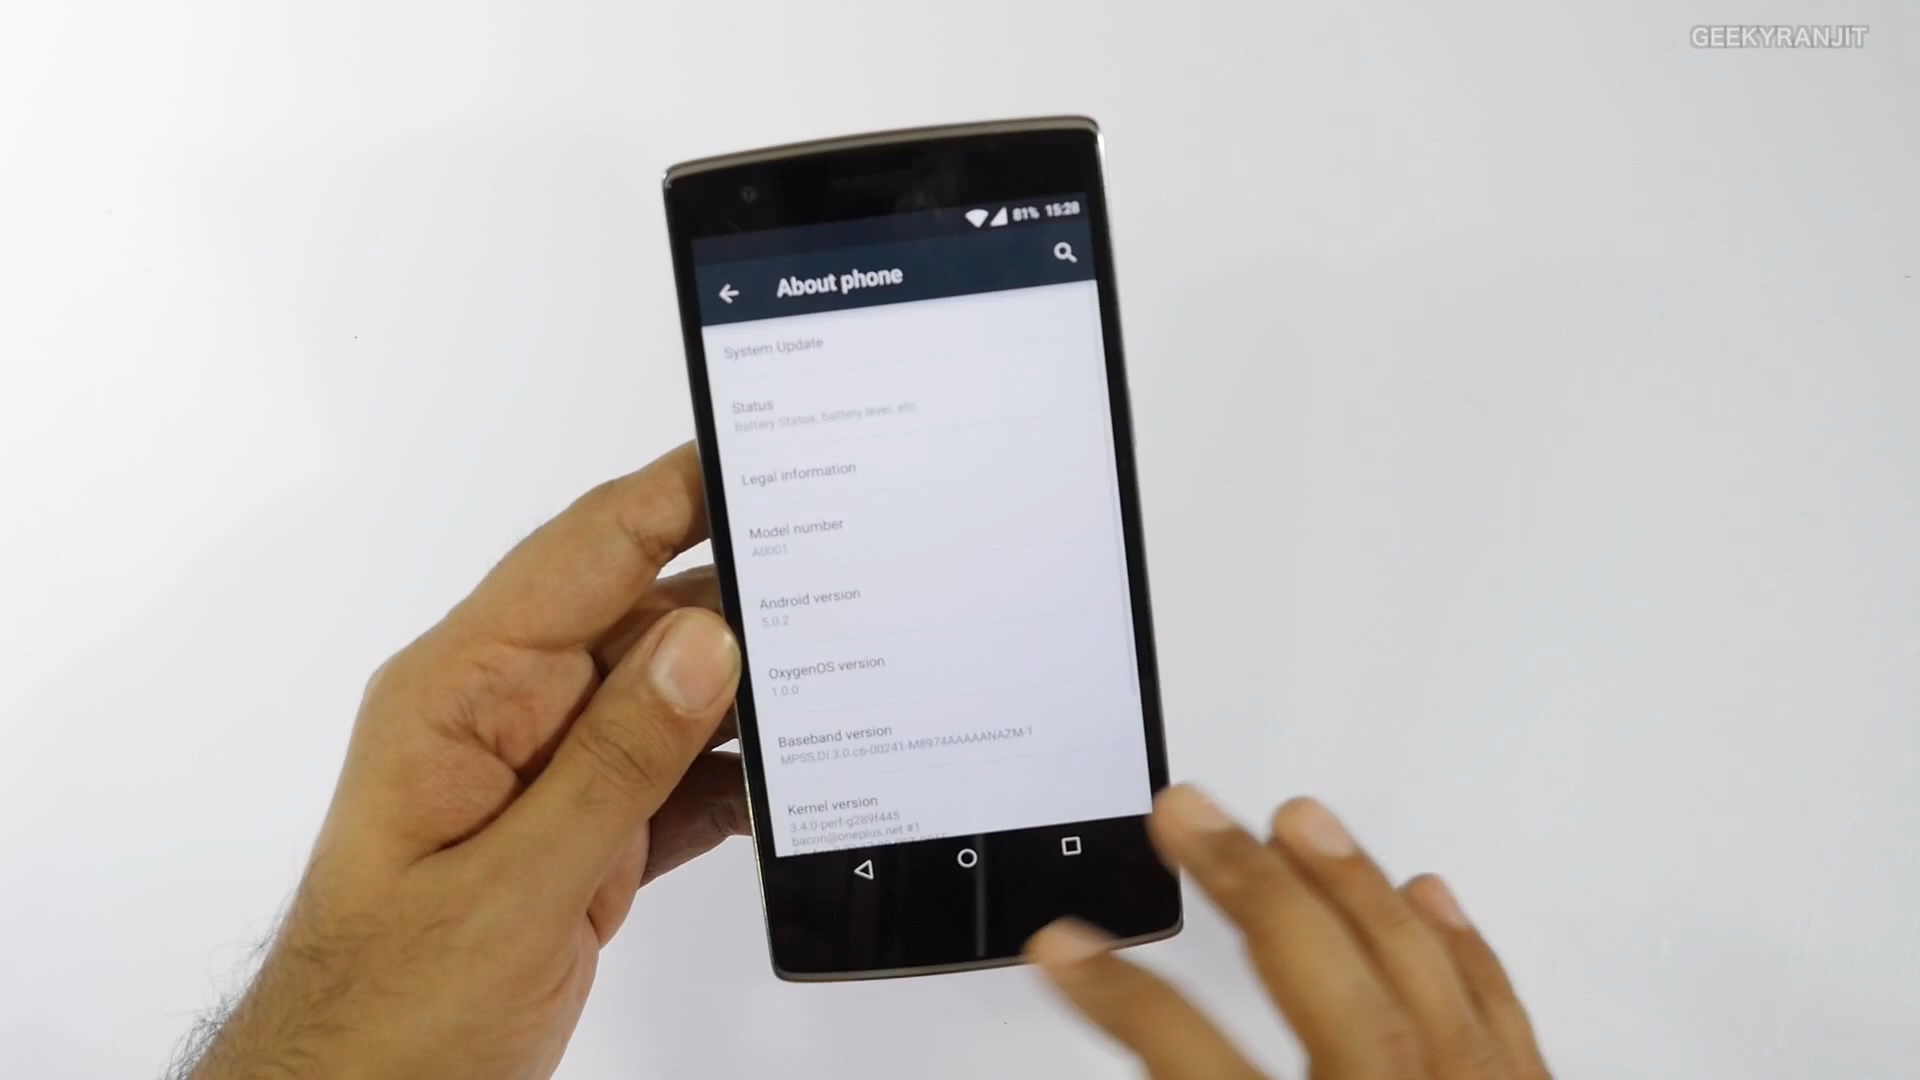 GEEKYRANJIT
81% 15:28
About phone
System Update
Status
Battery Status, battery level, etc.
Legal information
Model number
A0001
Android version
5.0.2
OxygenOS version
1.0.0
Baseband version
MPSS.DI.3.0.c6-00241-M8974AAAAANAZM-1
Kernel version
3.4.0-perf-g289f445
bacon@oneplus.net #1